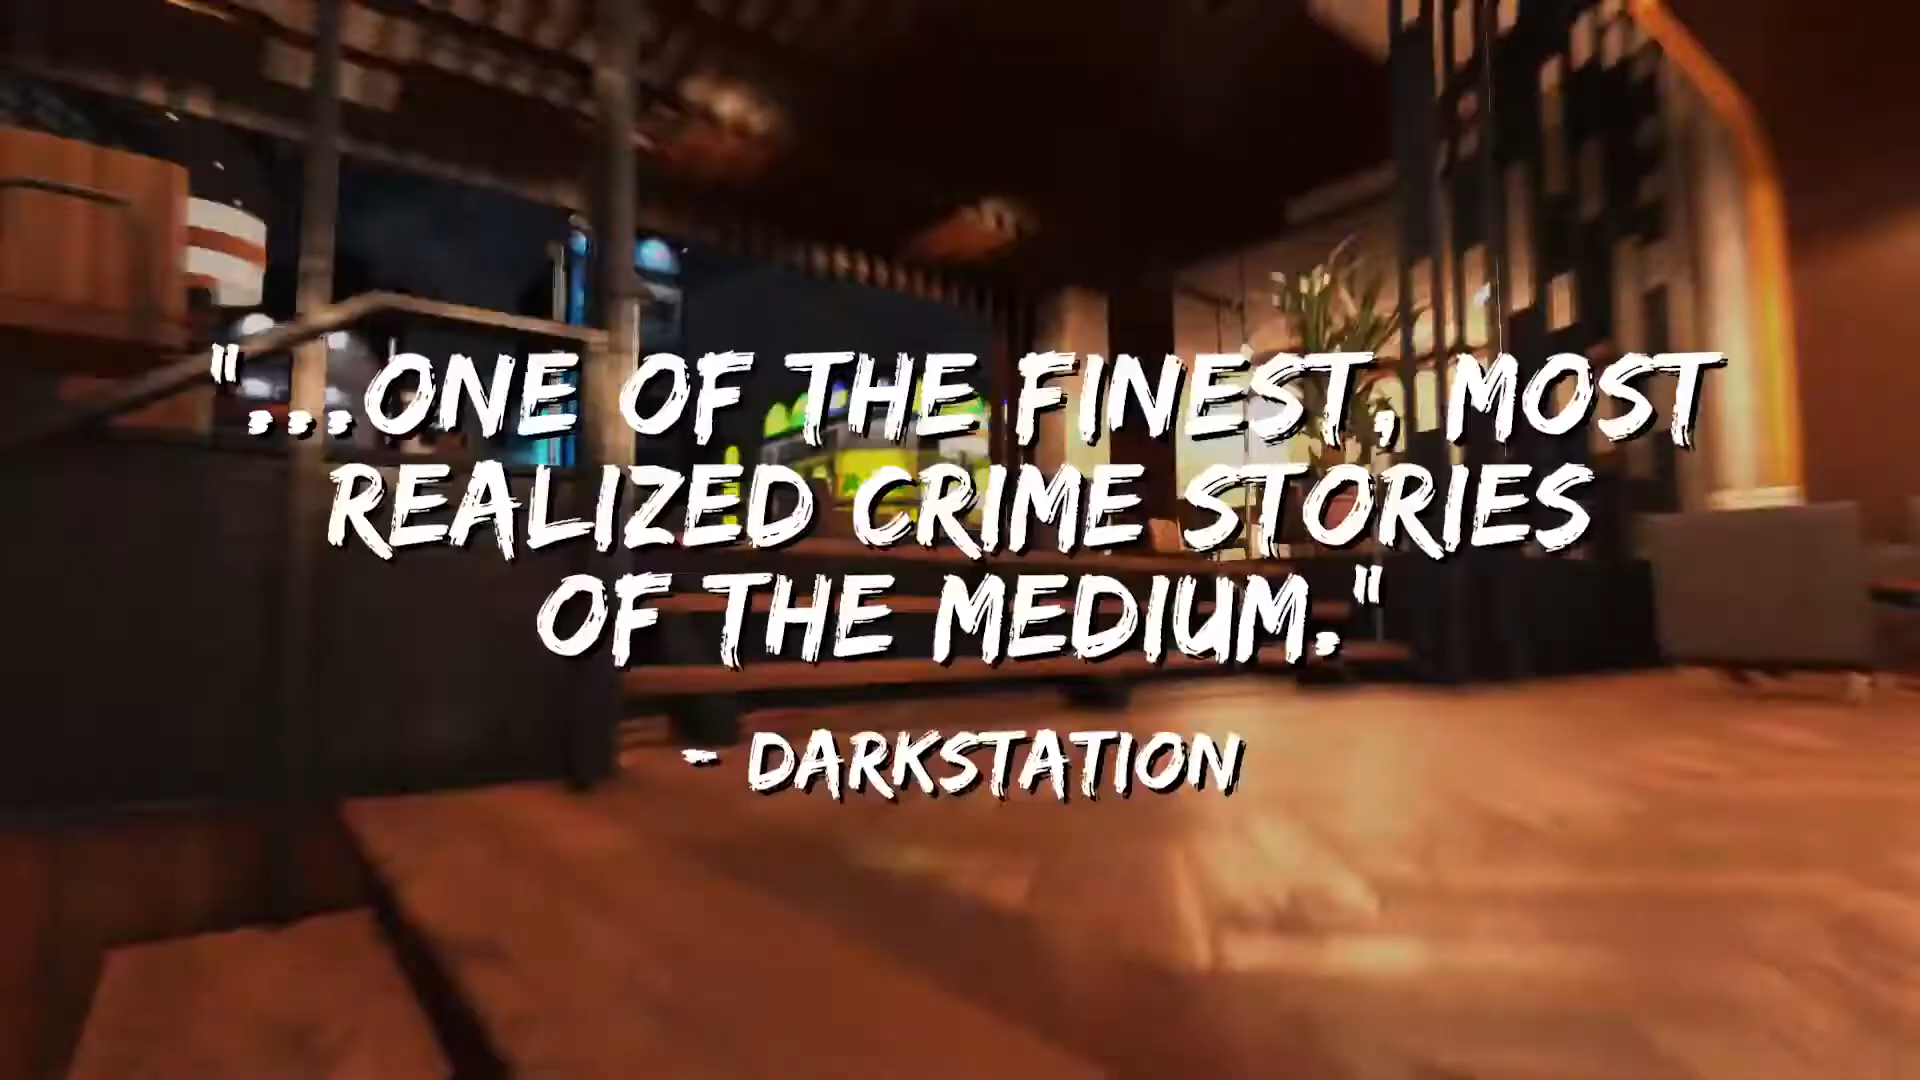 "...ONE OF THE FINEST, MOST
REALIZED CRIME STORIES
OF THE MEDIUM."
- DARKSTATION